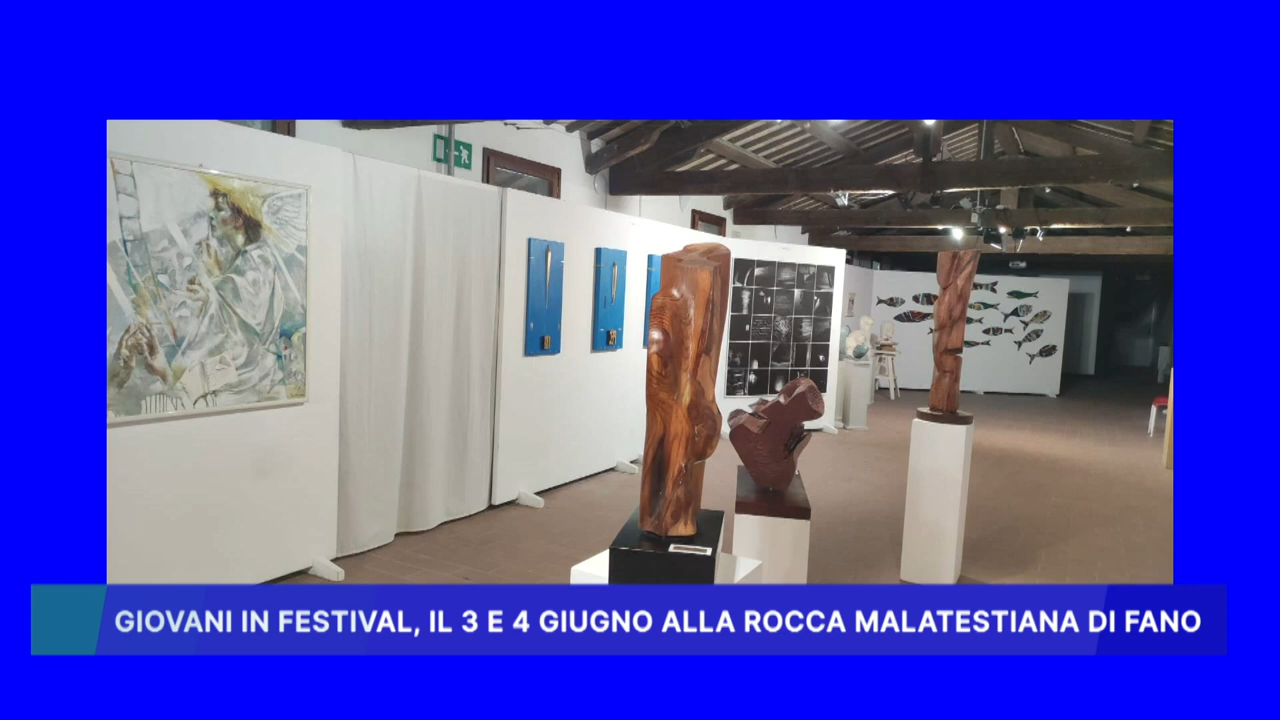 GIOVANI IN FESTIVAL, IL 3 E 4 GIUGNO ALLA ROCCA MALATESTIANA DI FANO